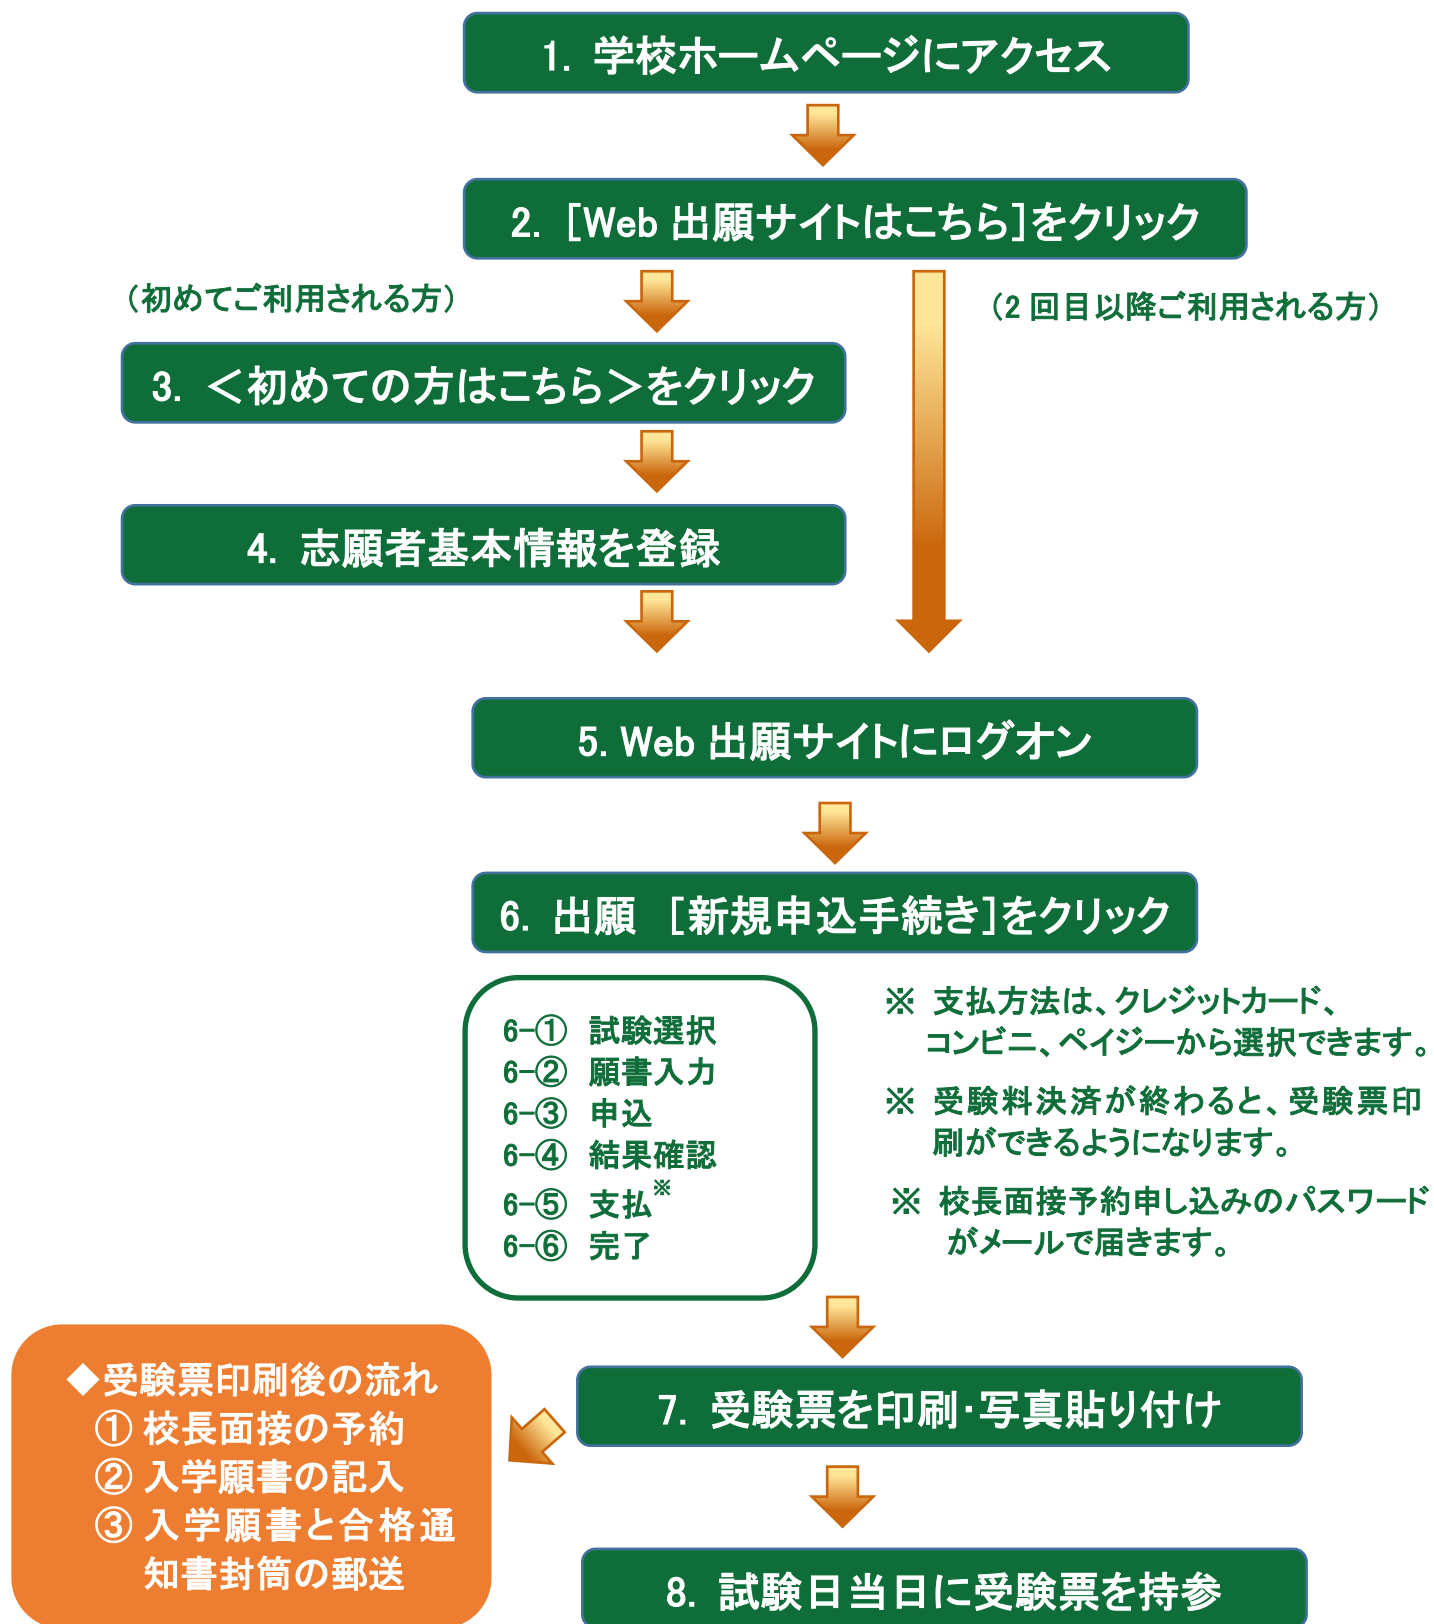 1. 学校ホームページにアクセス
2. [Web 出願サイトはこちら]をクリック
（初めてご利用される方）
（2 回目以降ご利用される方）
3. ＜初めての方はこちら＞をクリック
4. 志願者基本情報を登録
5. Web 出願サイトにログオン
6. 出願 [新規申込手続き]をクリック
6-① 試験選択
6-② 願書入力
6-③ 申込
6-④ 結果確認
6-⑤ 支払※
6-⑥ 完了
※ 支払方法は、クレジットカード、
コンビニ、ペイジーから選択できます。
※ 受験料決済が終わると、受験票印
刷ができるようになります。
※ 校長面接予約申し込みのパスワード
がメールで届きます。
7. 受験票を印刷・写真貼り付け
◆受験票印刷後の流れ
① 校長面接の予約
② 入学願書の記入
③ 入学願書と合格通
知書封筒の郵送
8. 試験日当日に受験票を持参